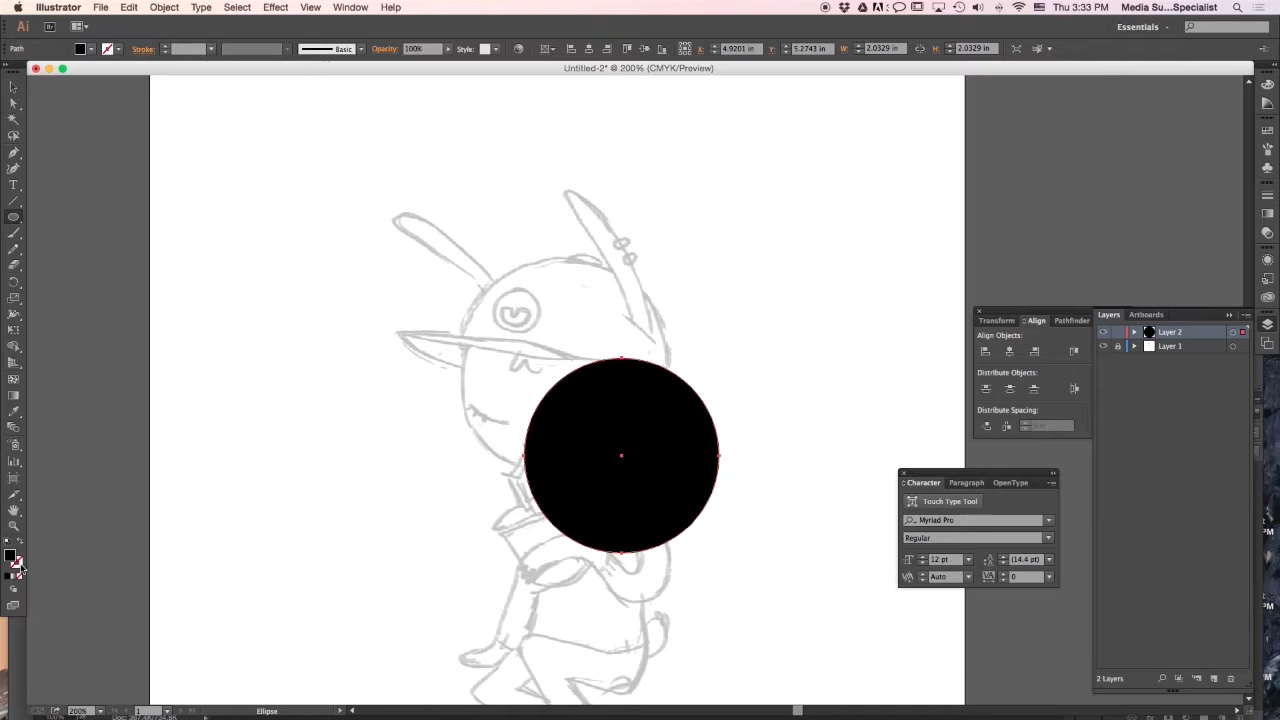 Illustrator File Edit Object Type Select Effect View Window Help Thu 3:33 PM Media Su...Specialist
Ai Br Essentials
Path Stroke: Basic Opacity: 100% Style: X: 4.9201 in Y: 5.2743 in W: 2.0329 in H: 2.0329 in
Untitled-2* @ 200% (CMYK/Preview)
Transform Align Pathfinder
Align Objects:
Distribute Objects:
Distribute Spacing:
Layers Artboards
Layer 2
Layer 1
Character Paragraph OpenType
Touch Type Tool
Myriad Pro
Regular
12 pt (14.4 pt)
Auto 0
2 Layers
200% 1 Ellipse